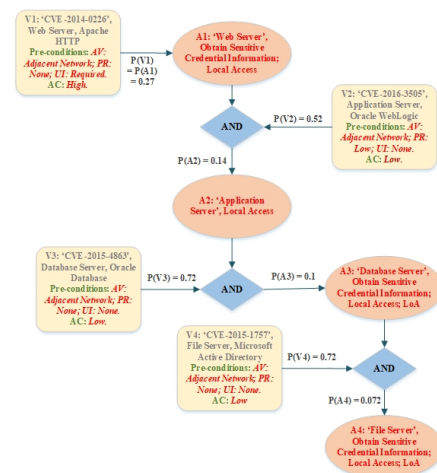 V1: 'CVE-2014-0226',
Web Server, Apache
HTTP
Pre-conditions: AV:
Adjacent Network; PR:
None; UI: Required.
AC: High.
P(V1)
= P(A1)
= 0.27
A1: 'Web Server',
Obtain Sensitive
Credential Information;
Local Access
AND
P(V2) = 0.52
V2: 'CVE-2016-3505',
Application Server,
Oracle WebLogic
Pre-conditions: AV:
Adjacent Network; PR:
Low; UI: None.
AC: Low.
P(A2) = 0.14
A2: 'Application
Server', Local Access
V3: 'CVE-2015-4863',
Database Server, Oracle
Database
Pre-conditions: AV:
Adjacent Network; PR:
None; UI: None.
AC: Low.
P(V3) = 0.72
AND
P(A3) = 0.1
A3: 'Database Server',
Obtain Sensitive
Credential Information;
Local Access; LoA
V4: 'CVE-2015-1757',
File Server, Microsoft
Active Directory
Pre-conditions: AV:
Adjacent Network; PR:
None; UI: None.
AC: Low
P(V4) = 0.72
AND
P(A4) = 0.072
A4: 'File Server',
Obtain Sensitive
Credential Information;
Local Access; LoA